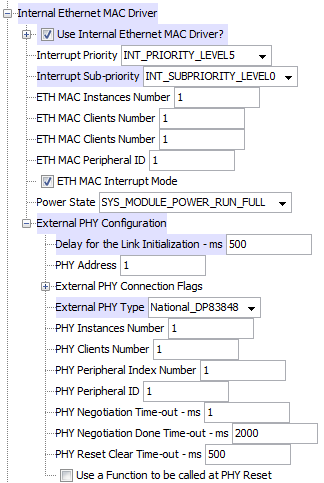 Internal Ethernet MAC Driver
Use Internal Ethernet MAC Driver?
Interrupt Priority INT_PRIORITY_LEVEL5
Interrupt Sub-priority INT_SUBPRIORITY_LEVEL0
ETH MAC Instances Number 1
ETH MAC Clients Number 1
ETH MAC Clients Number 1
ETH MAC Peripheral ID 1
ETH MAC Interrupt Mode
Power State SYS_MODULE_POWER_RUN_FULL
External PHY Configuration
Delay for the Link Initialization - ms 500
PHY Address 1
External PHY Connection Flags
External PHY Type National_DP83848
PHY Instances Number 1
PHY Clients Number 1
PHY Peripheral Index Number 1
PHY Peripheral ID 1
PHY Negotiation Time-out - ms 1
PHY Negotiation Done Time-out - ms 2000
PHY Reset Clear Time-out - ms 500
Use a Function to be called at PHY Reset